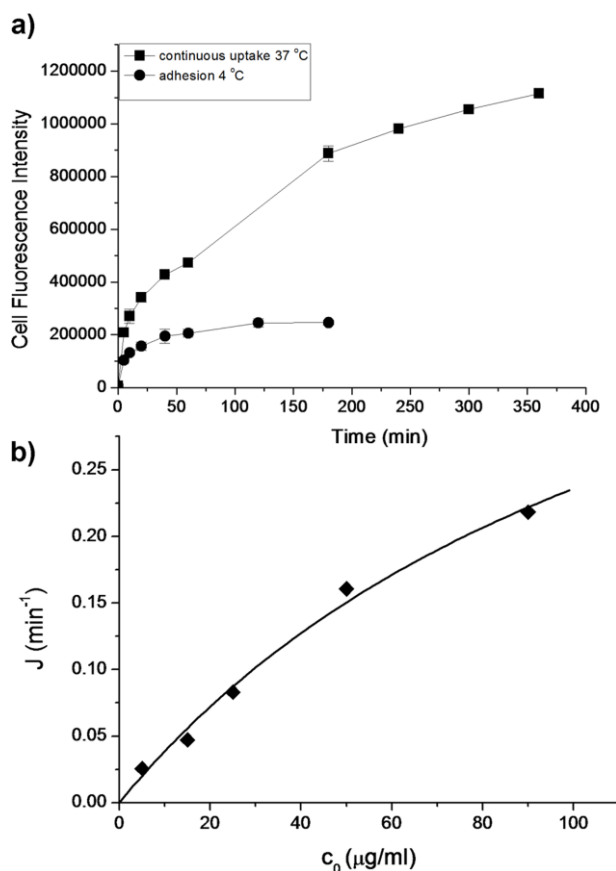 a)
continuous uptake 37 °C
adhesion 4 °C
1200000
1000000
800000
600000
400000
200000
0
Cell Fluorescence Intensity
0 50 100 150 200 250 300 350 400
Time (min)
b)
0.25
0.20
0.15
0.10
0.05
0.00
J (min⁻¹)
0 20 40 60 80 100
c₀ (μg/ml)